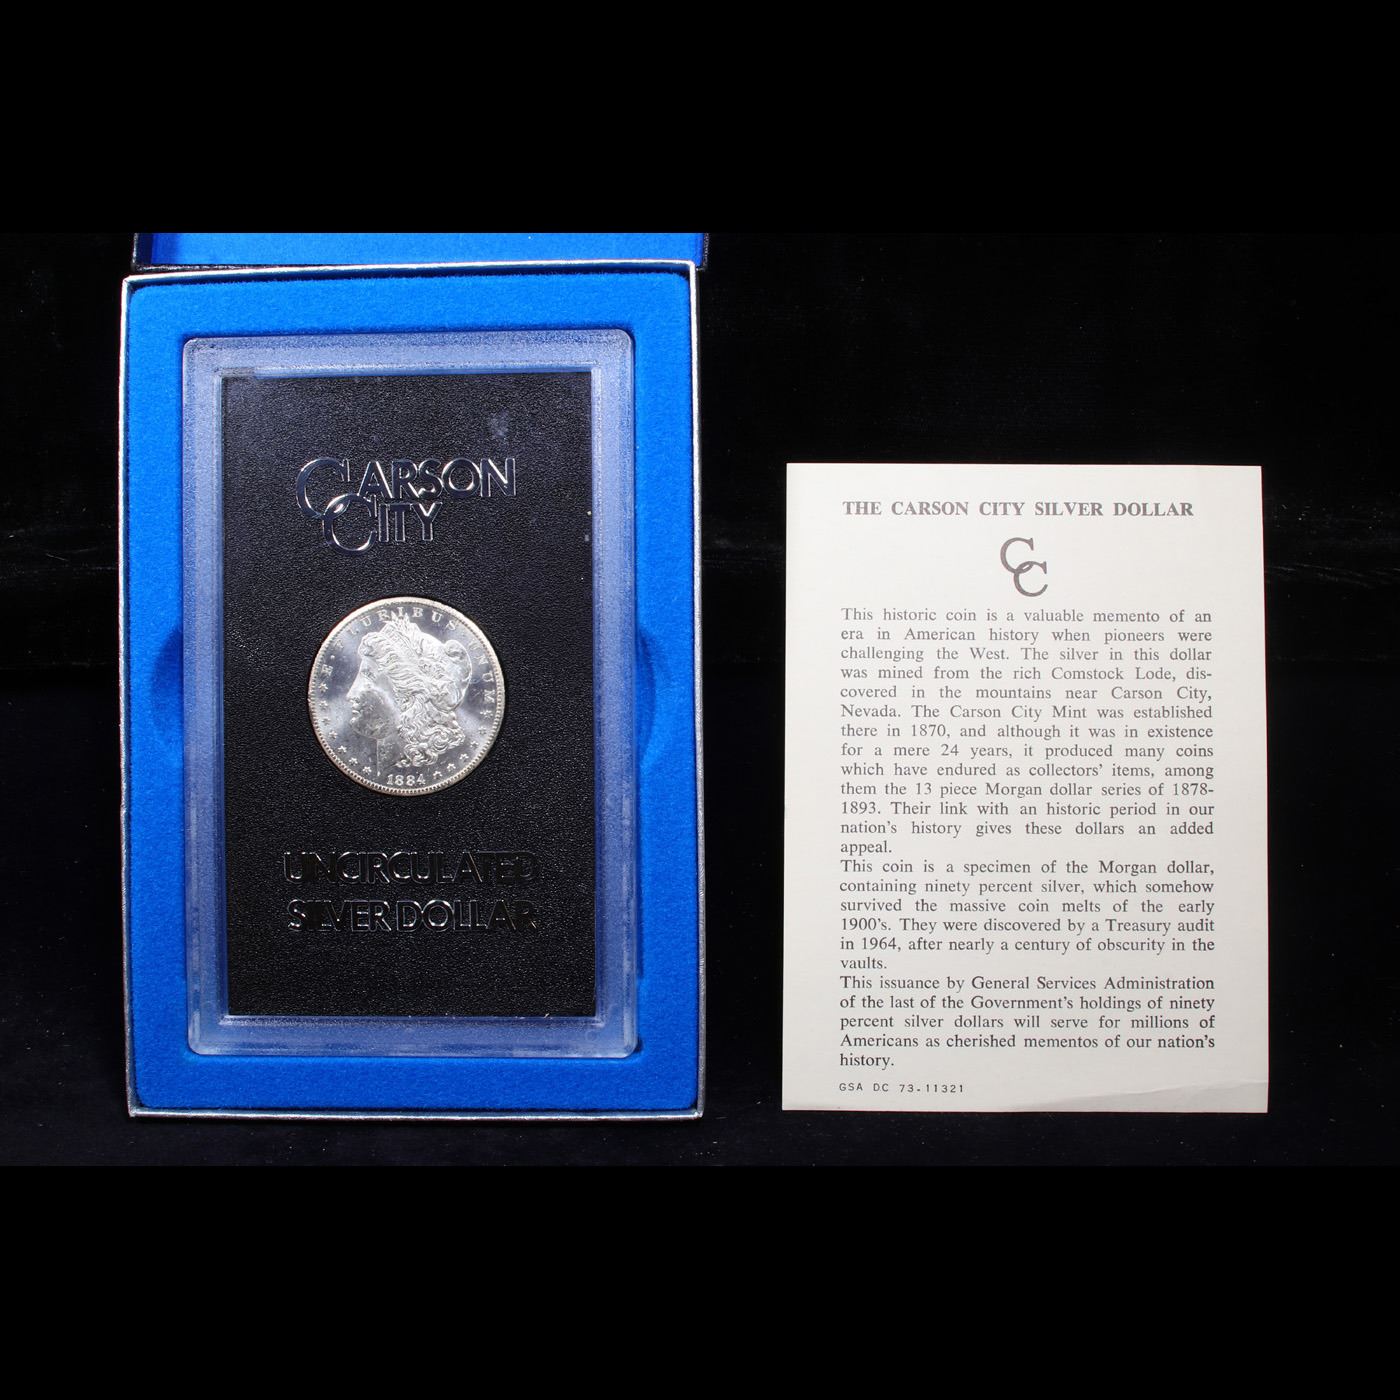 CARSON
CITY
E PLURIBUS UNUM
1884
UNCIRCULATED
SILVER DOLLAR
THE CARSON CITY SILVER DOLLAR
CC
This historic coin is a valuable memento of an
era in American history when pioneers were
challenging the West. The silver in this dollar
was mined from the rich Comstock Lode, dis-
covered in the mountains near Carson City,
Nevada. The Carson City Mint was established
there in 1870, and although it was in existence
for a mere 24 years, it produced many coins
which have endured as collectors' items, among
them the 13 piece Morgan dollar series of 1878-
1893. Their link with an historic period in our
nation's history gives these dollars an added
appeal.
This coin is a specimen of the Morgan dollar,
containing ninety percent silver, which somehow
survived the massive coin melts of the early
1900's. They were discovered by a Treasury audit
in 1964, after nearly a century of obscurity in the
vaults.
This issuance by General Services Administration
of the last of the Government's holdings of ninety
percent silver dollars will serve for millions of
Americans as cherished mementos of our nation's
history.
GSA DC 73-11321